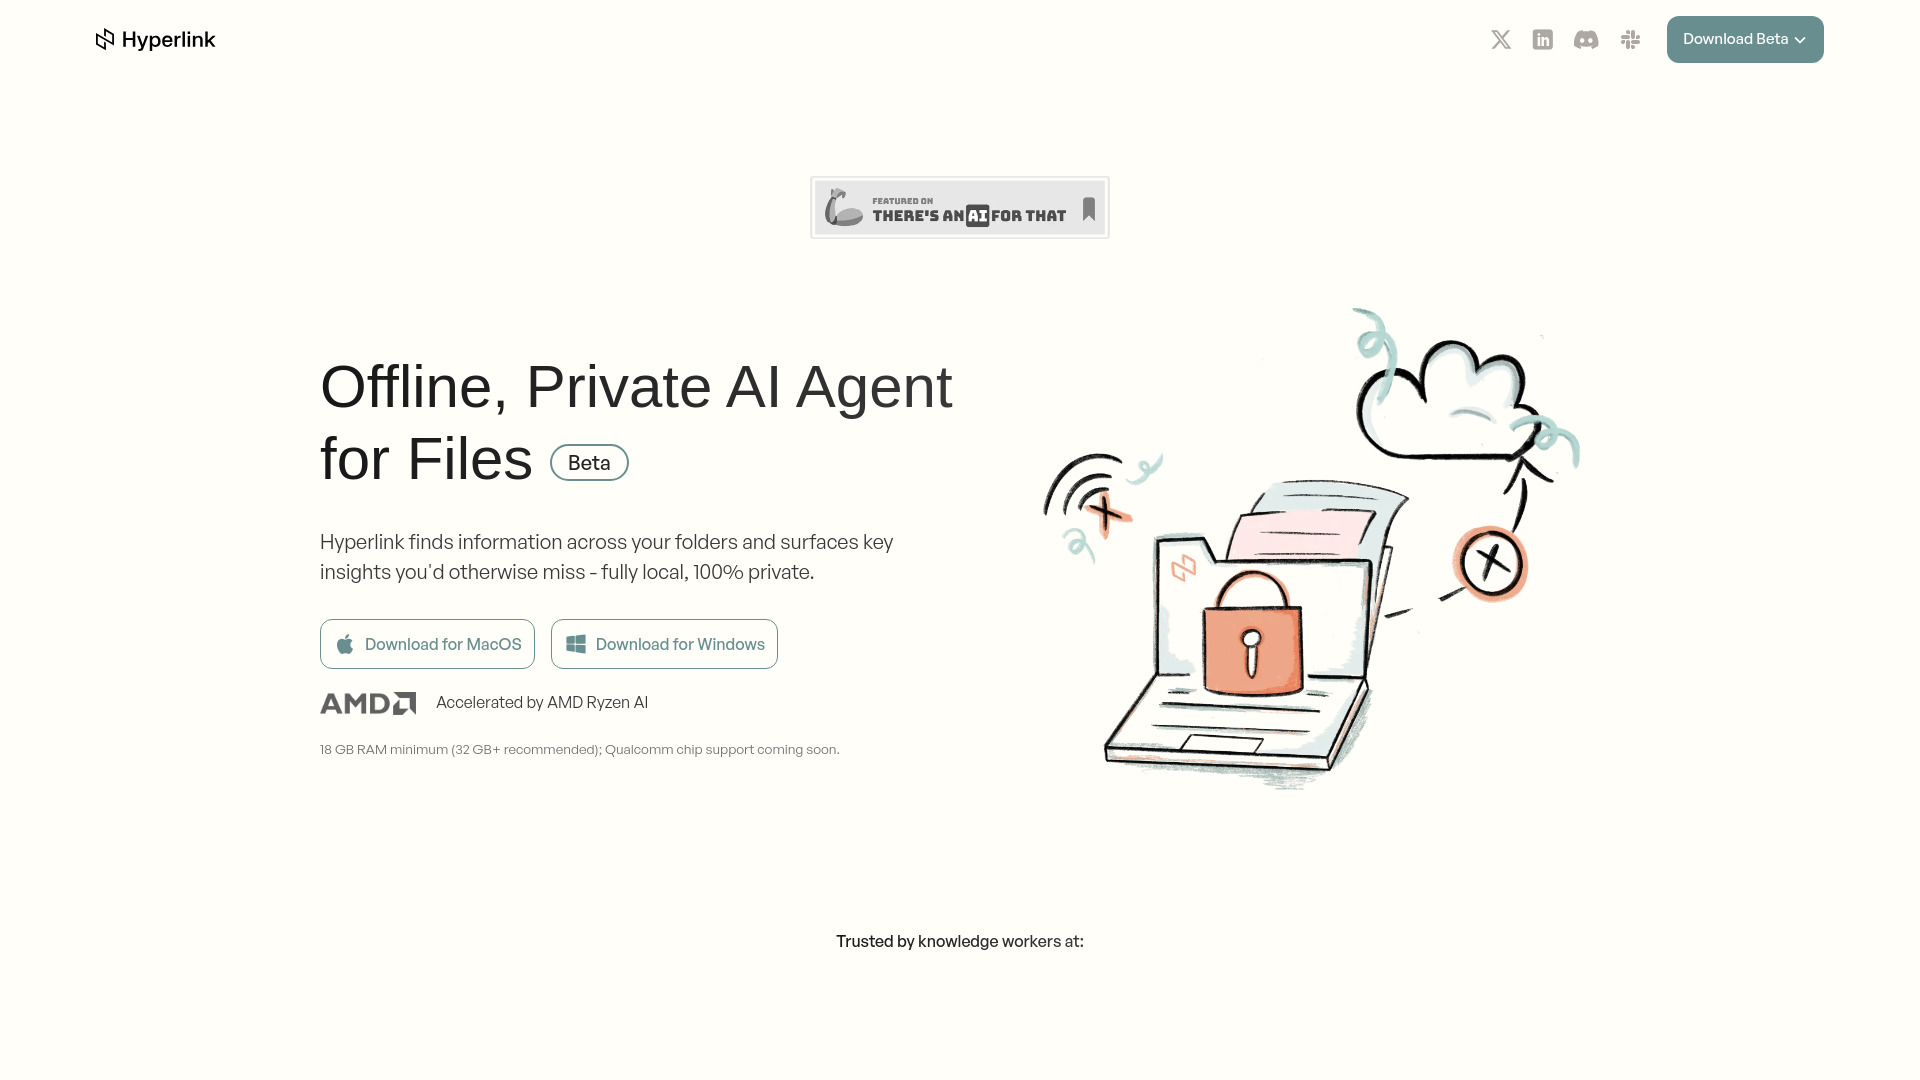 Hyperlink
Download Beta
FEATURED ON
THERE'S AN AI FOR THAT
Offline, Private AI Agent
for Files Beta
Hyperlink finds information across your folders and surfaces key
insights you'd otherwise miss - fully local, 100% private.
Download for MacOS
Download for Windows
AMD Accelerated by AMD Ryzen AI
18 GB RAM minimum (32 GB+ recommended); Qualcomm chip support coming soon.
Trusted by knowledge workers at: